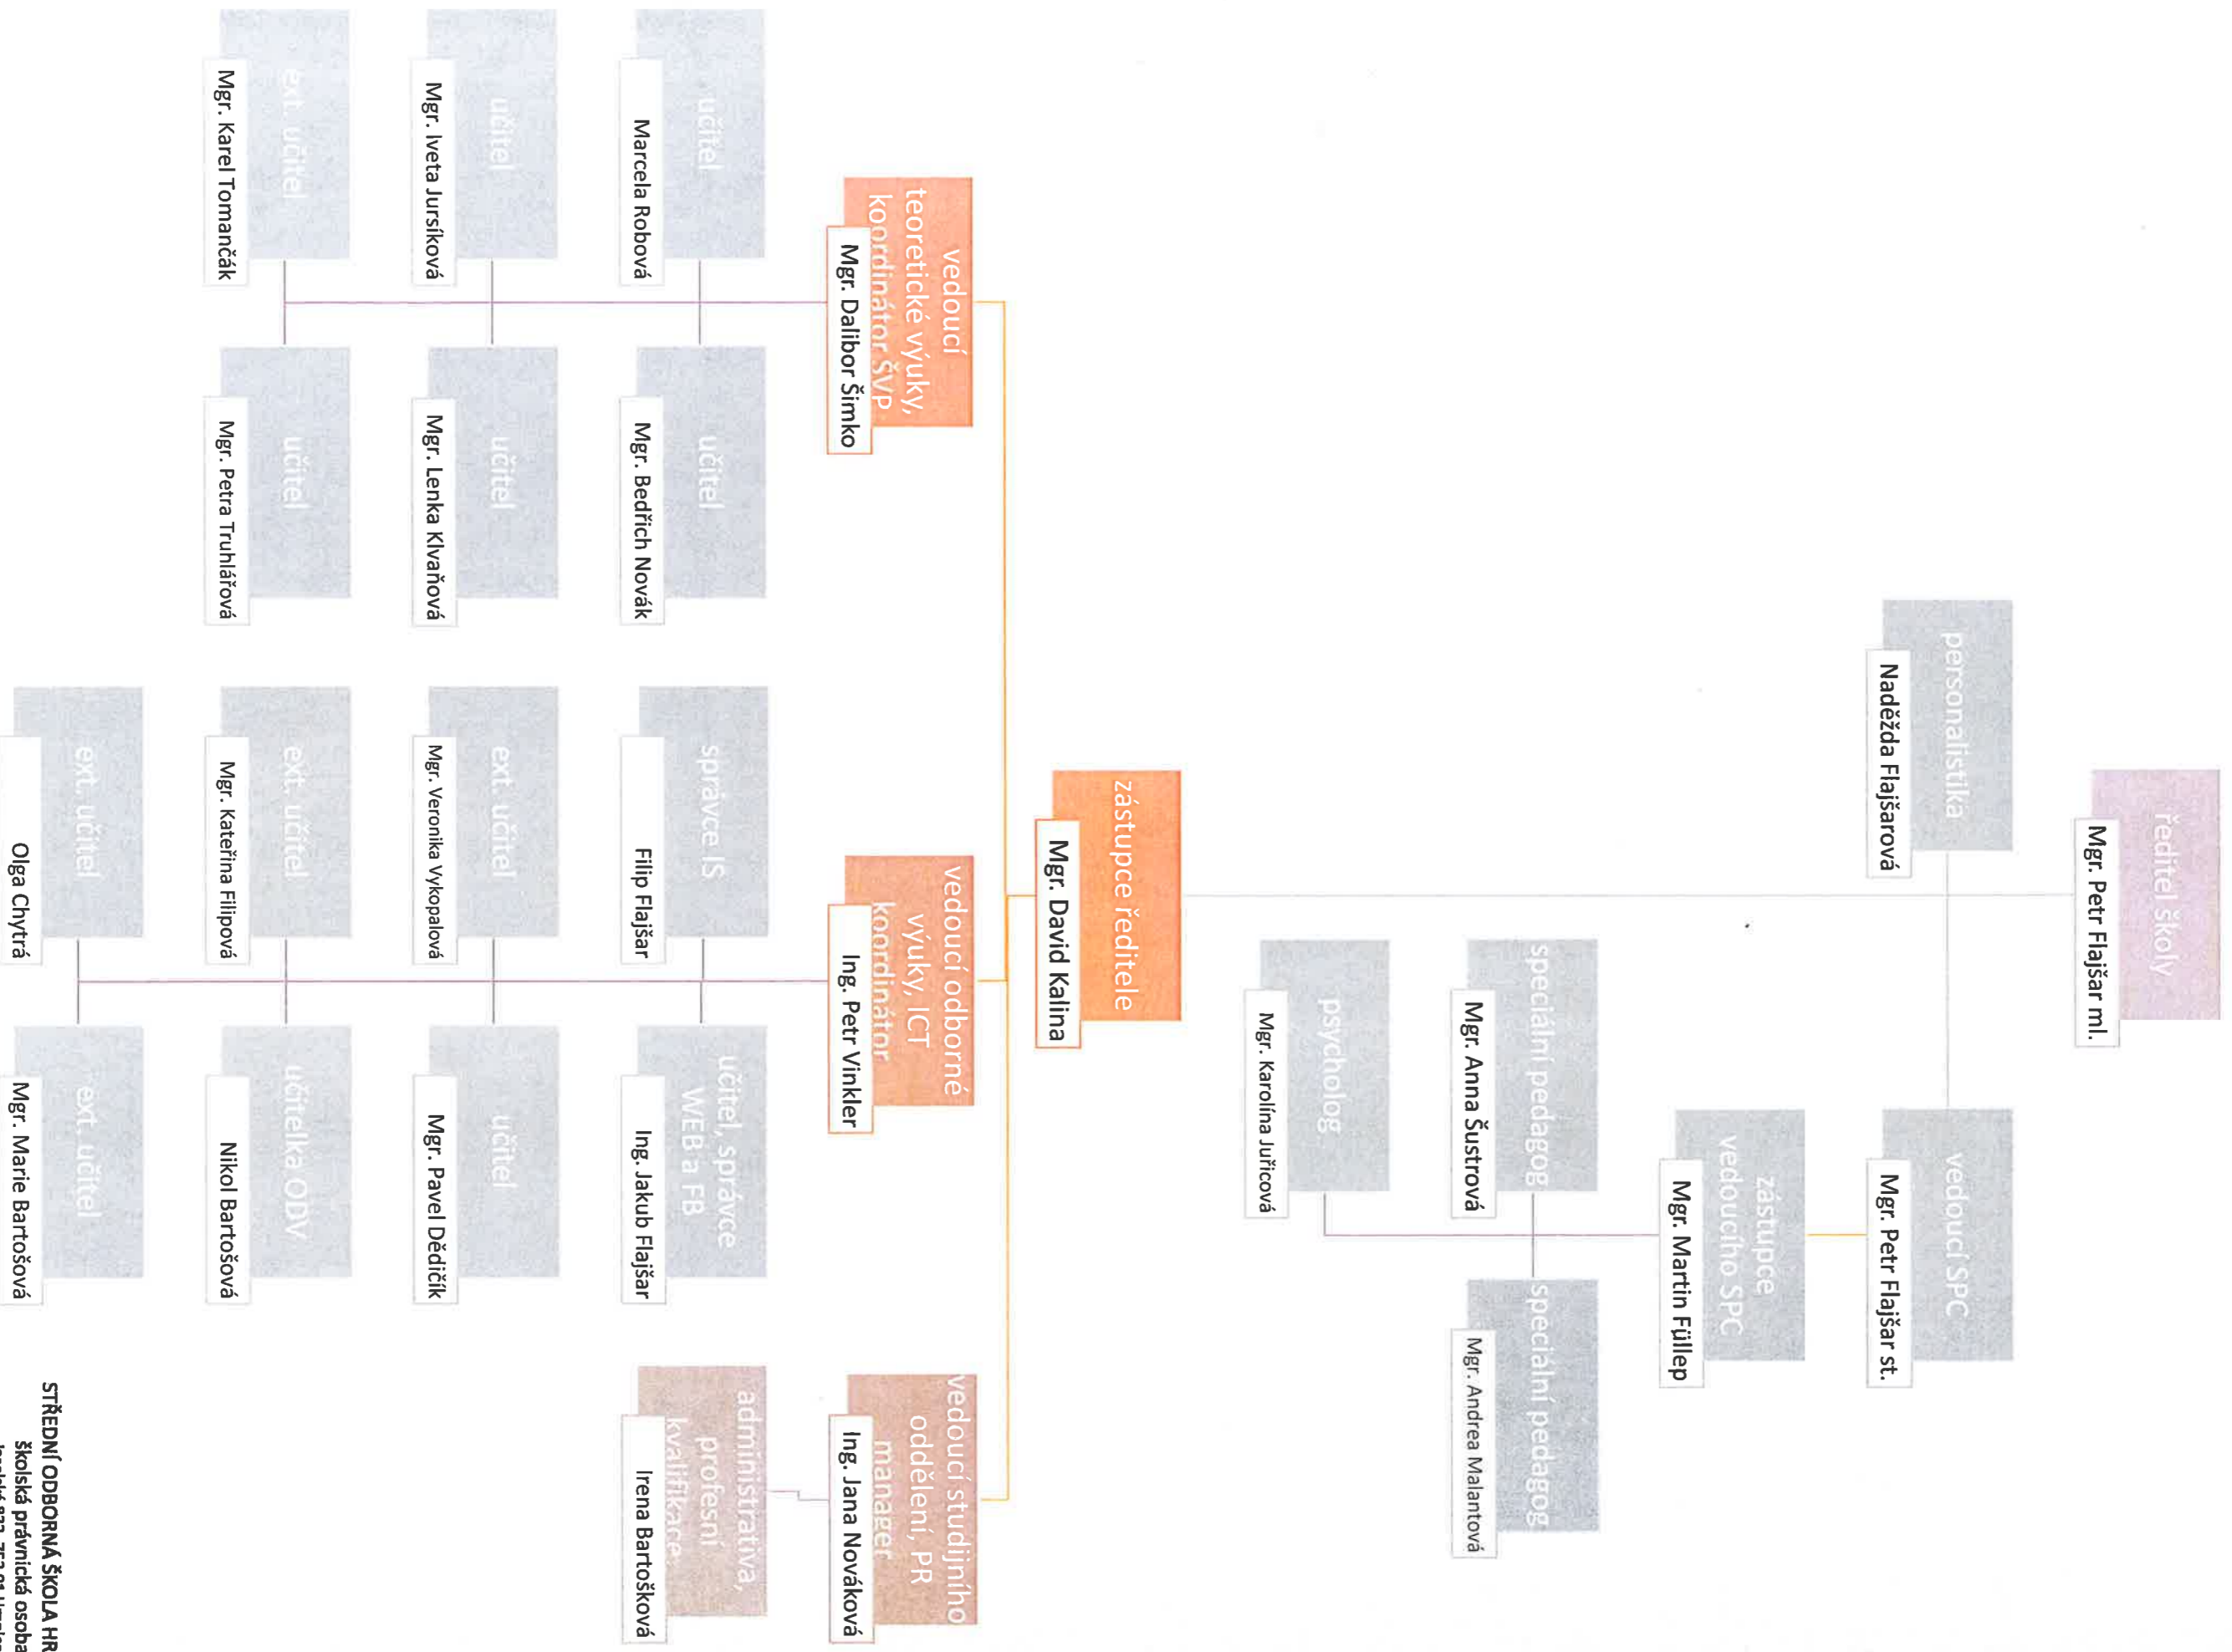 ředitel školy
Mgr. Petr Flajšar ml.
personalistika
Naděžda Flajšarová
vedoucí SPC
Mgr. Petr Flajšar st.
zástupce
vedoucího SPC
Mgr. Martin Füllep
speciální pedagog
Mgr. Anna Šustrová
speciální pedagog
Mgr. Andrea Malantová
psycholog
Mgr. Karolína Juřicová
zástupce ředitele
Mgr. David Kalina
vedoucí
teoretické výuky,
koordinátor ŠVP
Mgr. Dalibor Šimko
vedoucí odborné
výuky, ICT
koordinátor
Ing. Petr Vinkler
vedoucí studijního
oddělení, PR
manager
Ing. Jana Nováková
učitel
Marcela Robová
učitel
Mgr. Bedřich Novák
správce IS
Filip Flajšar
učitel, správce
WEB a FB
Ing. Jakub Flajšar
administrativa,
profesní
kvalifikace
Irena Bartošková
učitel
Mgr. Iveta Jursíková
učitel
Mgr. Lenka Klvaňová
ext. učitel
Mgr. Veronika Vykopalová
učitel
Mgr. Pavel Dědičík
ext. učitel
Mgr. Karel Tomančák
učitel
Mgr. Petra Truhlářová
ext. učitel
Mgr. Kateřina Filipová
učitelka ODV
Nikol Bartošová
ext. učitel
Olga Chytrá
ext. učitel
Mgr. Marie Bartošová
STŘEDNÍ ODBORNÁ ŠKOLA HR
školská právnická osoba